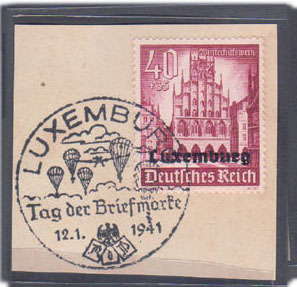 40
+35
Winterhilfswerk
Luxemburg
Deutsches Reich
LUXEMBURG
Tag der Briefmarke
12.1. 1941